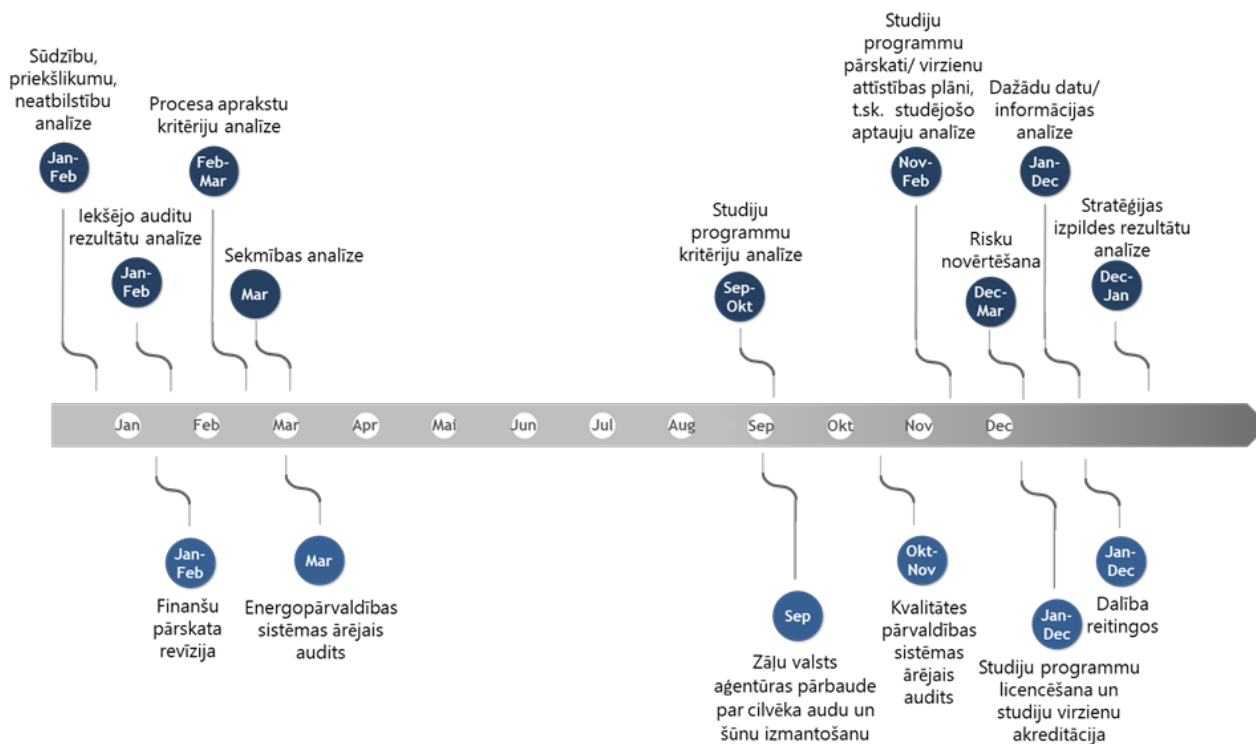 Sūdzību,
priekšlikumu,
neatbilstību
analīze
Jan-
Feb
Iekšējo auditu
rezultātu analīze
Jan-
Feb
Procesa aprakstu
kritēriju analīze
Feb-
Mar
Sekmības analīze
Mar
Studiju
programmu
kritēriju analīze
Sep-
Okt
Studiju
programmu
pārskati/ virzienu
attīstības plāni,
t.sk. studējošo
aptauju analīze
Nov-
Feb
Risku
novērtēšana
Dec-
Mar
Dažādu datu/
informācijas
analīze
Jan-
Dec
Stratēģijas
izpildes rezultātu
analīze
Dec-
Jan
Jan Feb Mar Apr Mai Jun Jul Aug Sep Okt Nov Dec
Jan-
Feb
Finanšu
pārskata
revīzija
Mar
Energopārvaldības
sistēmas ārējais
audits
Sep
Zāļu valsts
aģentūras pārbaude
par cilvēka audu un
šūnu izmantošanu
Okt-
Nov
Kvalitātes
pārvaldības
sistēmas
ārējais
audits
Jan-
Dec
Studiju programmu
licencēšana un
studiju virzienu
akreditācija
Jan-
Dec
Dalība
reitingos